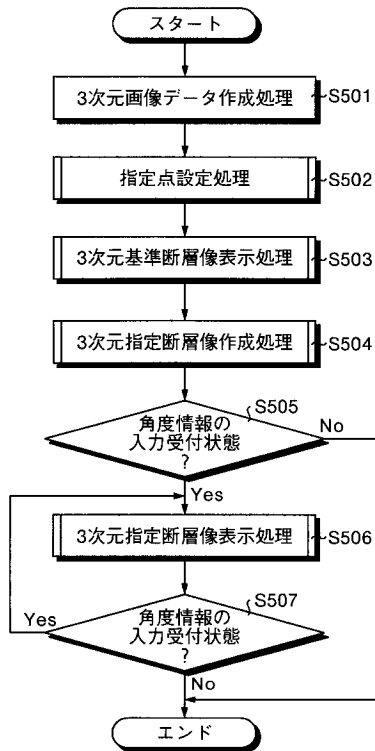 スタート
3次元画像データ作成処理
S501
指定点設定処理
S502
3次元基準断層像表示処理
S503
3次元指定断層像作成処理
S504
角度情報の
入力受付状態
?
S505
No
Yes
3次元指定断層像表示処理
S506
角度情報の
入力受付状態
?
S507
Yes
No
エンド